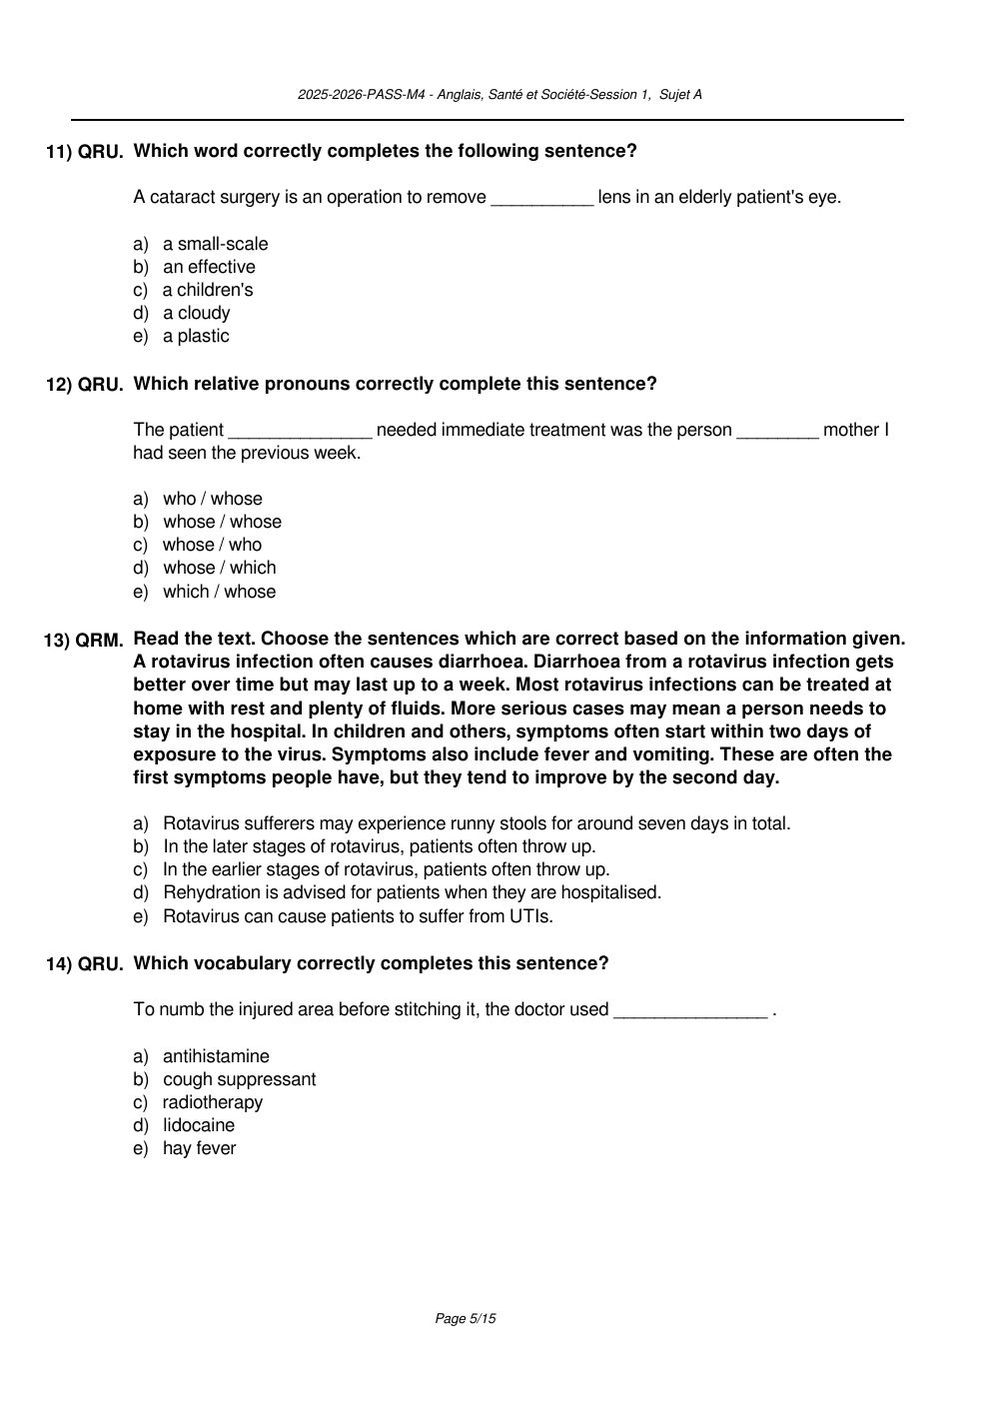 2025-2026-PASS-M4 - Anglais, Santé et Société-Session 1,  Sujet A
11) QRU. Which word correctly completes the following sentence?
A cataract surgery is an operation to remove __________ lens in an elderly patient's eye.
a) a small-scale
b) an effective
c) a children's
d) a cloudy
e) a plastic
12) QRU. Which relative pronouns correctly complete this sentence?
The patient ______________ needed immediate treatment was the person ________ mother I
had seen the previous week.
a) who / whose
b) whose / whose
c) whose / who
d) whose / which
e) which / whose
13) QRM. Read the text. Choose the sentences which are correct based on the information given.
A rotavirus infection often causes diarrhoea. Diarrhoea from a rotavirus infection gets
better over time but may last up to a week. Most rotavirus infections can be treated at
home with rest and plenty of fluids. More serious cases may mean a person needs to
stay in the hospital. In children and others, symptoms often start within two days of
exposure to the virus. Symptoms also include fever and vomiting. These are often the
first symptoms people have, but they tend to improve by the second day.
a) Rotavirus sufferers may experience runny stools for around seven days in total.
b) In the later stages of rotavirus, patients often throw up.
c) In the earlier stages of rotavirus, patients often throw up.
d) Rehydration is advised for patients when they are hospitalised.
e) Rotavirus can cause patients to suffer from UTIs.
14) QRU. Which vocabulary correctly completes this sentence?
To numb the injured area before stitching it, the doctor used _______________ .
a) antihistamine
b) cough suppressant
c) radiotherapy
d) lidocaine
e) hay fever
Page 5/15